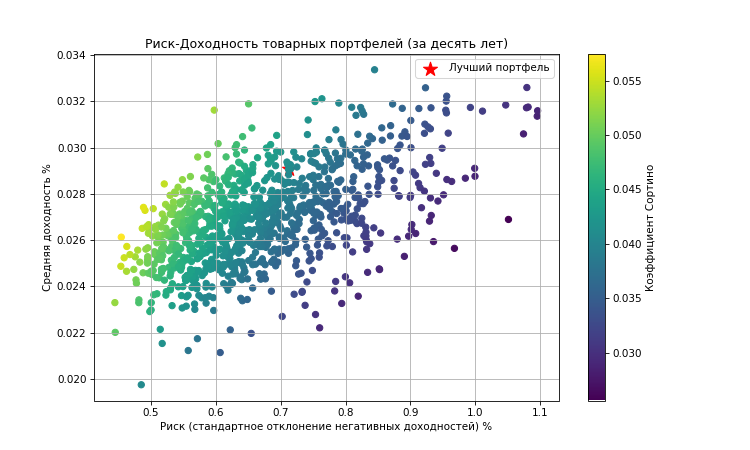 Риск-Доходность товарных портфелей (за десять лет)
Лучший портфель
Средняя доходность %
0.034
0.032
0.030
0.028
0.026
0.024
0.022
0.020
0.5 0.6 0.7 0.8 0.9 1.0 1.1
Риск (стандартное отклонение негативных доходностей) %
0.055
0.050
0.045
0.040
0.035
0.030
Коэффициент Сортино